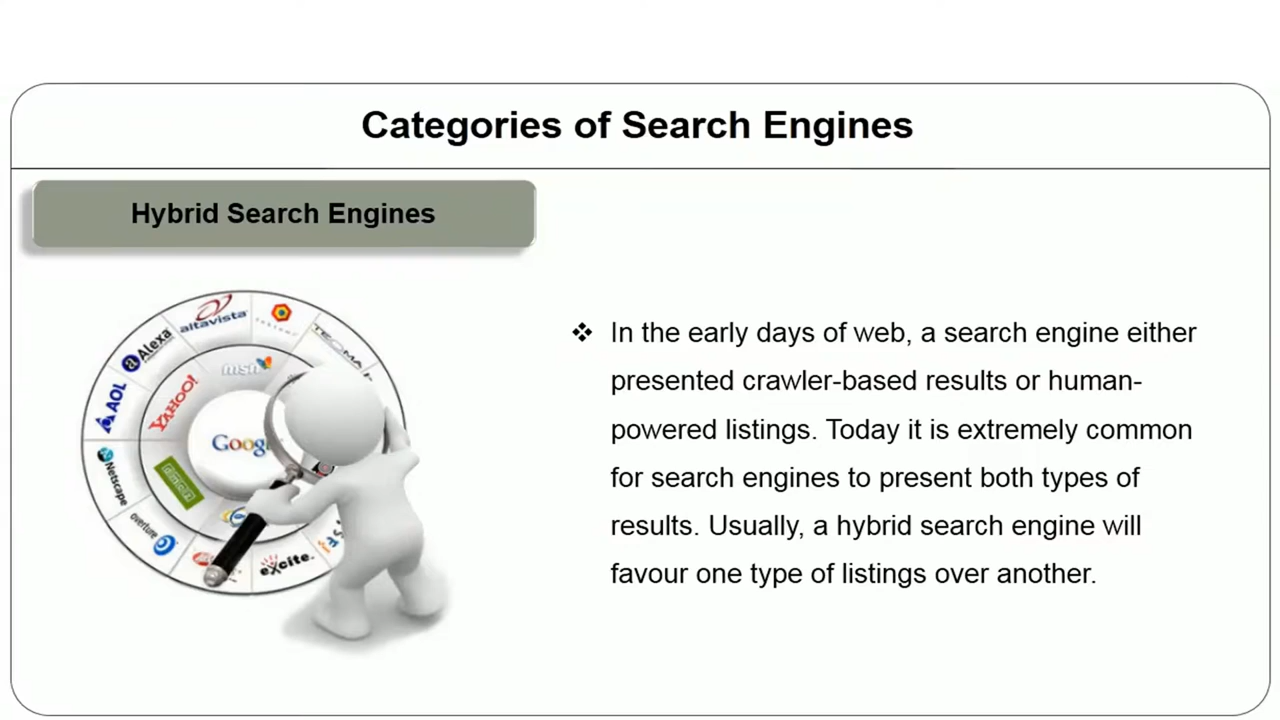 Categories of Search Engines
Hybrid Search Engines
In the early days of web, a search engine either
presented crawler-based results or human-
powered listings. Today it is extremely common
for search engines to present both types of
results. Usually, a hybrid search engine will
favour one type of listings over another.
altavista
Alexa
TEOMA
AOL
msn
YAHOO!
Goog
Netscape
overture
excite